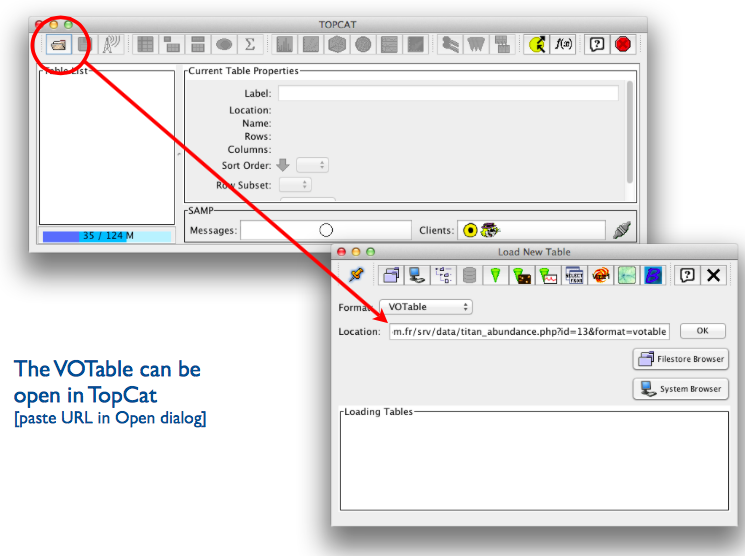 TOPCAT
Table List
Current Table Properties
Label:
Location:
Name:
Rows:
Columns:
Sort Order:
Row Subset:
35 / 124 M
SAMP
Messages:
Clients:
Load New Table
Format:
VOTable
Location:
m.fr/srv/data/titan_abundance.php?id=13&format=votable
OK
Filestore Browser
System Browser
Loading Tables
The VOTable can be
open in TopCat
[paste URL in Open dialog]